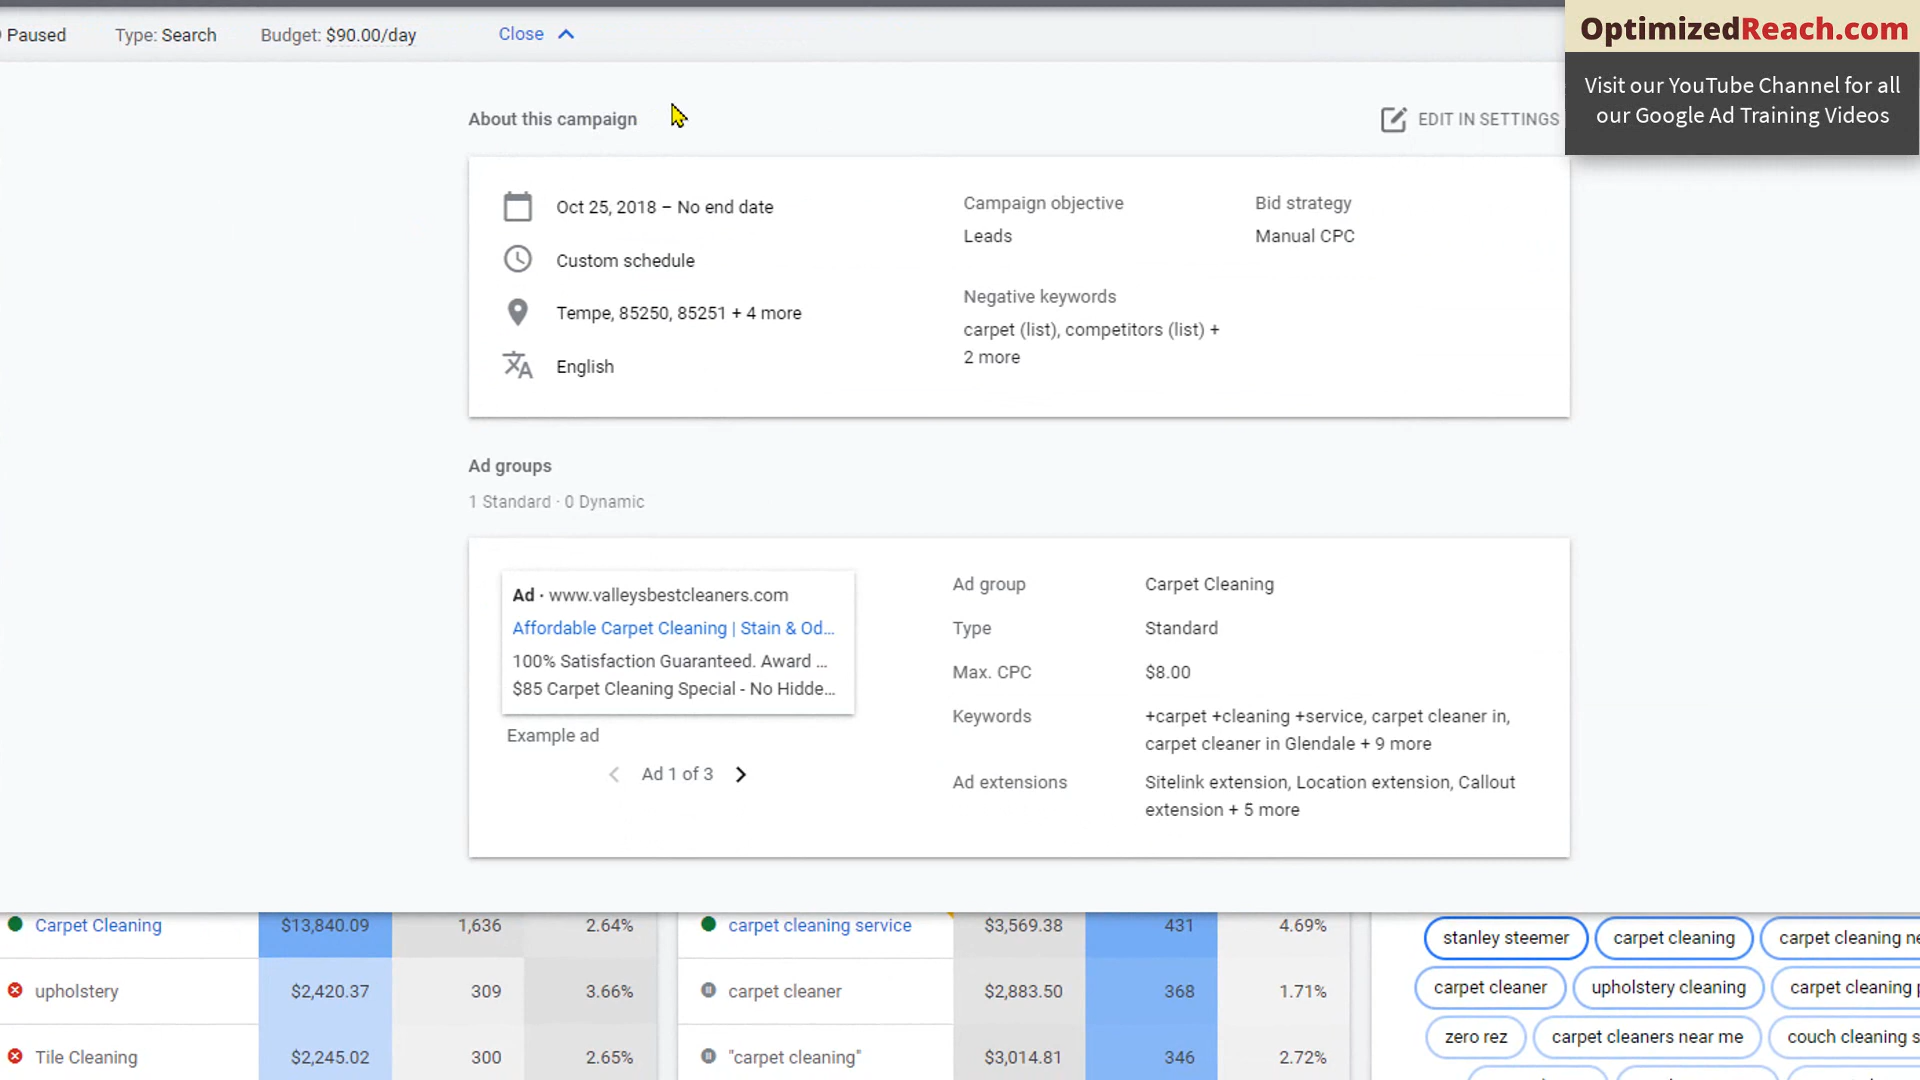 Paused Type: Search Budget: $90.00/day Close
OptimizedReach.com
Visit our YouTube Channel for all
our Google Ad Training Videos
About this campaign
EDIT IN SETTINGS
Oct 25, 2018 – No end date
Custom schedule
Tempe, 85250, 85251 + 4 more
English
Campaign objective
Leads
Bid strategy
Manual CPC
Negative keywords
carpet (list), competitors (list) +
2 more
Ad groups
1 Standard · 0 Dynamic
Ad · www.valleysbestcleaners.com
Affordable Carpet Cleaning | Stain & Od...
100% Satisfaction Guaranteed. Award ...
$85 Carpet Cleaning Special - No Hidde...
Example ad
Ad 1 of 3
Ad group Carpet Cleaning
Type Standard
Max. CPC $8.00
Keywords +carpet +cleaning +service, carpet cleaner in,
carpet cleaner in Glendale + 9 more
Ad extensions Sitelink extension, Location extension, Callout
extension + 5 more
Carpet Cleaning $13,840.09 1,636 2.64%
upholstery $2,420.37 309 3.66%
Tile Cleaning $2,245.02 300 2.65%
carpet cleaning service $3,569.38 431 4.69%
carpet cleaner $2,883.50 368 1.71%
"carpet cleaning" $3,014.81 346 2.72%
stanley steemer carpet cleaning carpet cleaning ne
carpet cleaner upholstery cleaning carpet cleaning p
zero rez carpet cleaners near me couch cleaning s